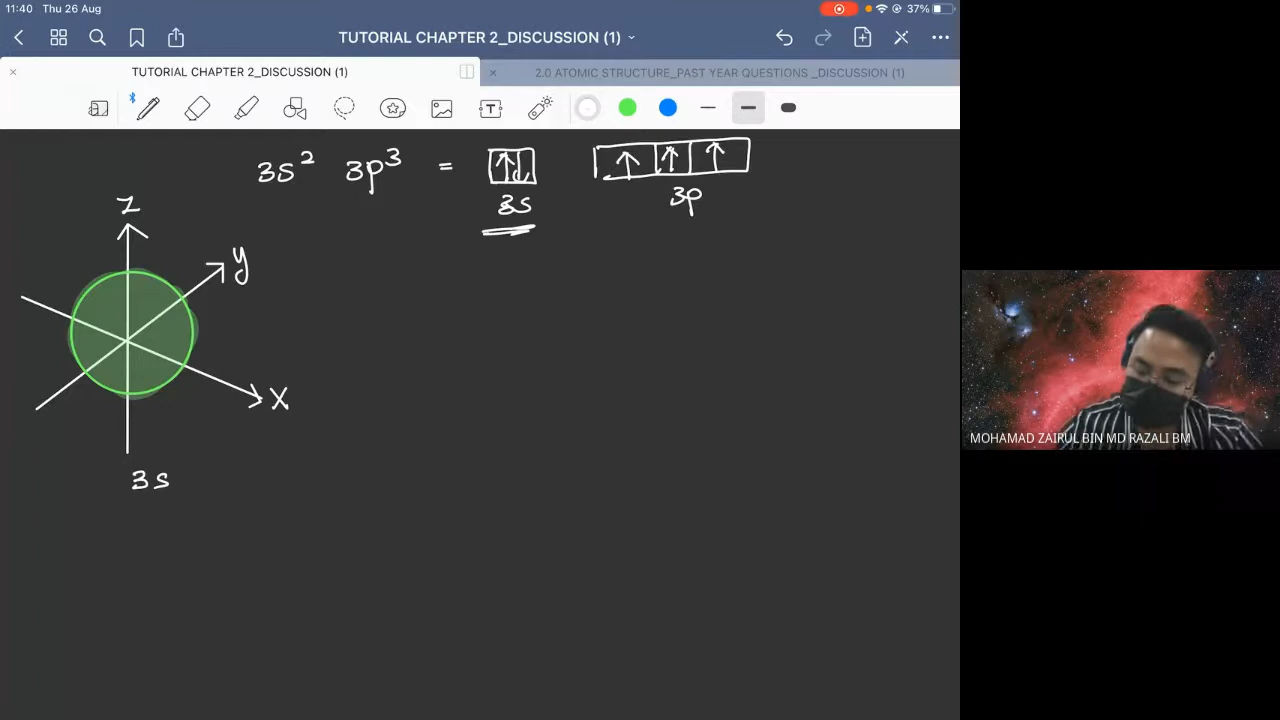 11:40 Thu 26 Aug 37%
TUTORIAL CHAPTER 2_DISCUSSION (1)
TUTORIAL CHAPTER 2_DISCUSSION (1) 2.0 ATOMIC STRUCTURE_PAST YEAR QUESTIONS _DISCUSSION (1)
T
3s² 3p³ =
3s 3p
z
y
x
3s
MOHAMAD ZAIRUL BIN MD RAZALI BM